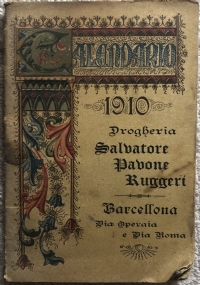 CALENDARIO
1910
Drogheria
Salvatore
Pavone
Ruggeri
Barcellona
Via Operaia
e Via Roma